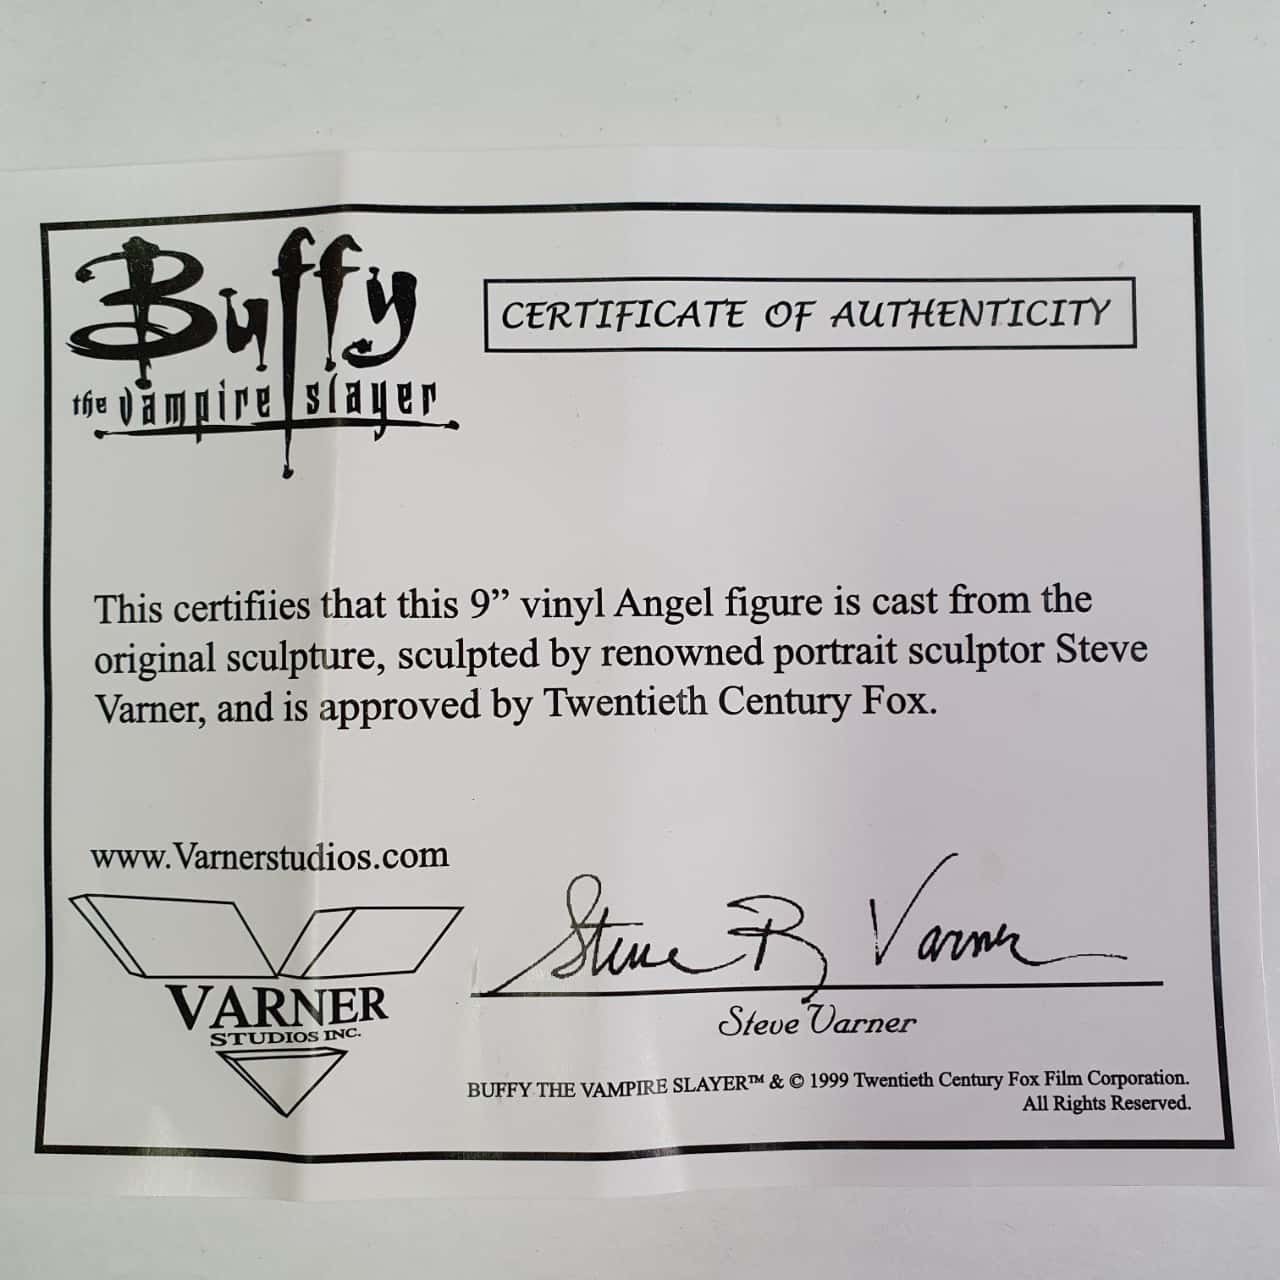 Buffy
the vampire slayer
CERTIFICATE OF AUTHENTICITY
This certifiies that this 9” vinyl Angel figure is cast from the
original sculpture, sculpted by renowned portrait sculptor Steve
Varner, and is approved by Twentieth Century Fox.
www.Varnerstudios.com
VARNER
STUDIOS INC.
Steve R Varner
Steve Varner
BUFFY THE VAMPIRE SLAYER™ & © 1999 Twentieth Century Fox Film Corporation.
All Rights Reserved.